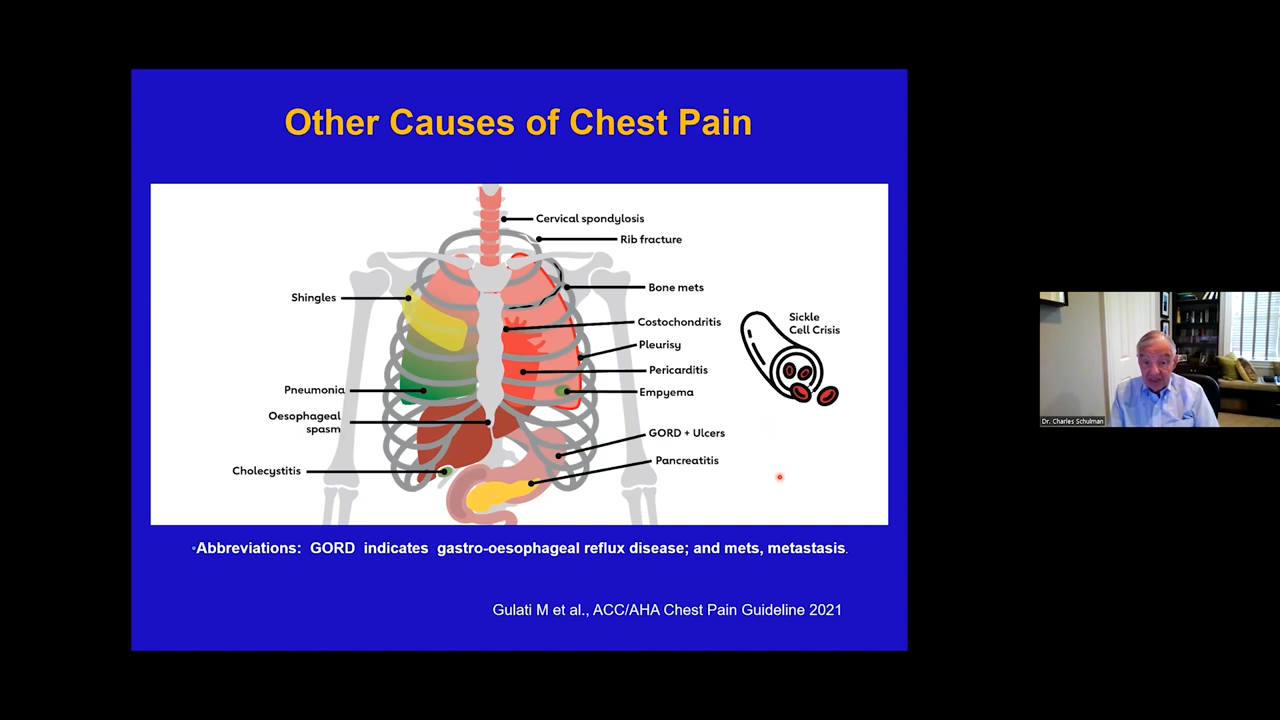 Other Causes of Chest Pain
Cervical spondylosis
Rib fracture
Shingles
Bone mets
Costochondritis
Sickle
Cell Crisis
Pleurisy
Pericarditis
Pneumonia
Empyema
Oesophageal
spasm
GORD + Ulcers
Pancreatitis
Cholecystitis
•Abbreviations: GORD indicates gastro-oesophageal reflux disease; and mets, metastasis.
Gulati M et al., ACC/AHA Chest Pain Guideline 2021
Dr. Charles Schulman